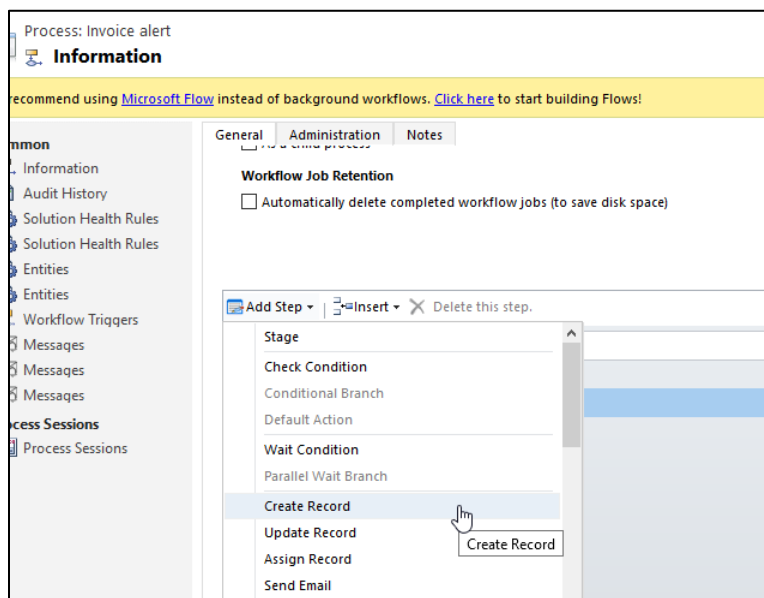 Process: Invoice alert
Information
recommend using Microsoft Flow instead of background workflows. Click here to start building Flows!
General Administration Notes
mmon
Information
Audit History
Solution Health Rules
Solution Health Rules
Entities
Entities
Workflow Triggers
Messages
Messages
Messages
ocess Sessions
Process Sessions
As a child process
Workflow Job Retention
Automatically delete completed workflow jobs (to save disk space)
Add Step Insert Delete this step.
Stage
Check Condition
Conditional Branch
Default Action
Wait Condition
Parallel Wait Branch
Create Record
Update Record
Create Record
Assign Record
Send Email